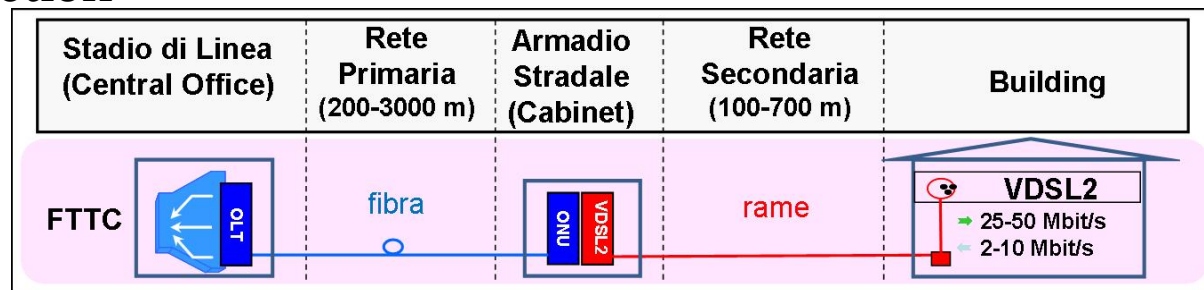 Stadio di Linea
(Central Office)
Rete
Primaria
(200-3000 m)
Armadio
Stradale
(Cabinet)
Rete
Secondaria
(100-700 m)
Building
FTTC
OLT
fibra
ONU
VDSL2
rame
VDSL2
25-50 Mbit/s
2-10 Mbit/s